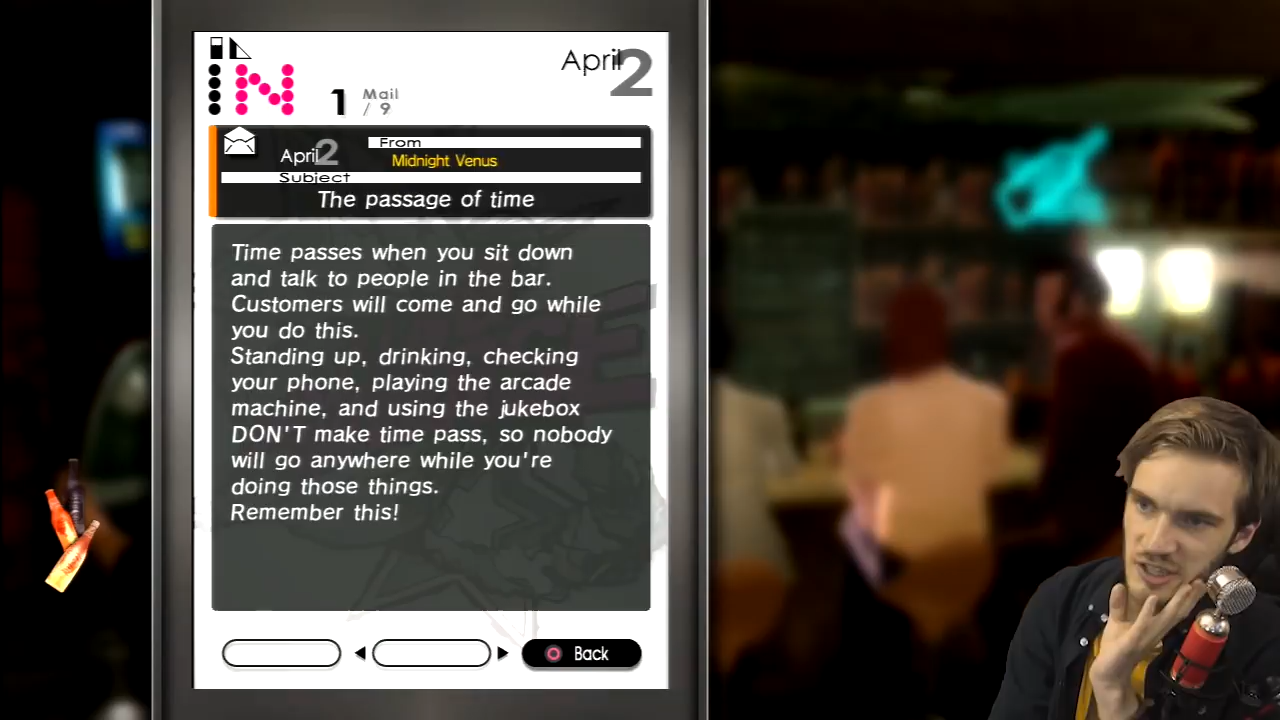 IN
1 Mail / 9
April 2
April 2
From
Midnight Venus
Subject
The passage of time
Time passes when you sit down
and talk to people in the bar.
Customers will come and go while
you do this.
Standing up, drinking, checking
your phone, playing the arcade
machine, and using the jukebox
DON'T make time pass, so nobody
will go anywhere while you're
doing those things.
Remember this!
Back